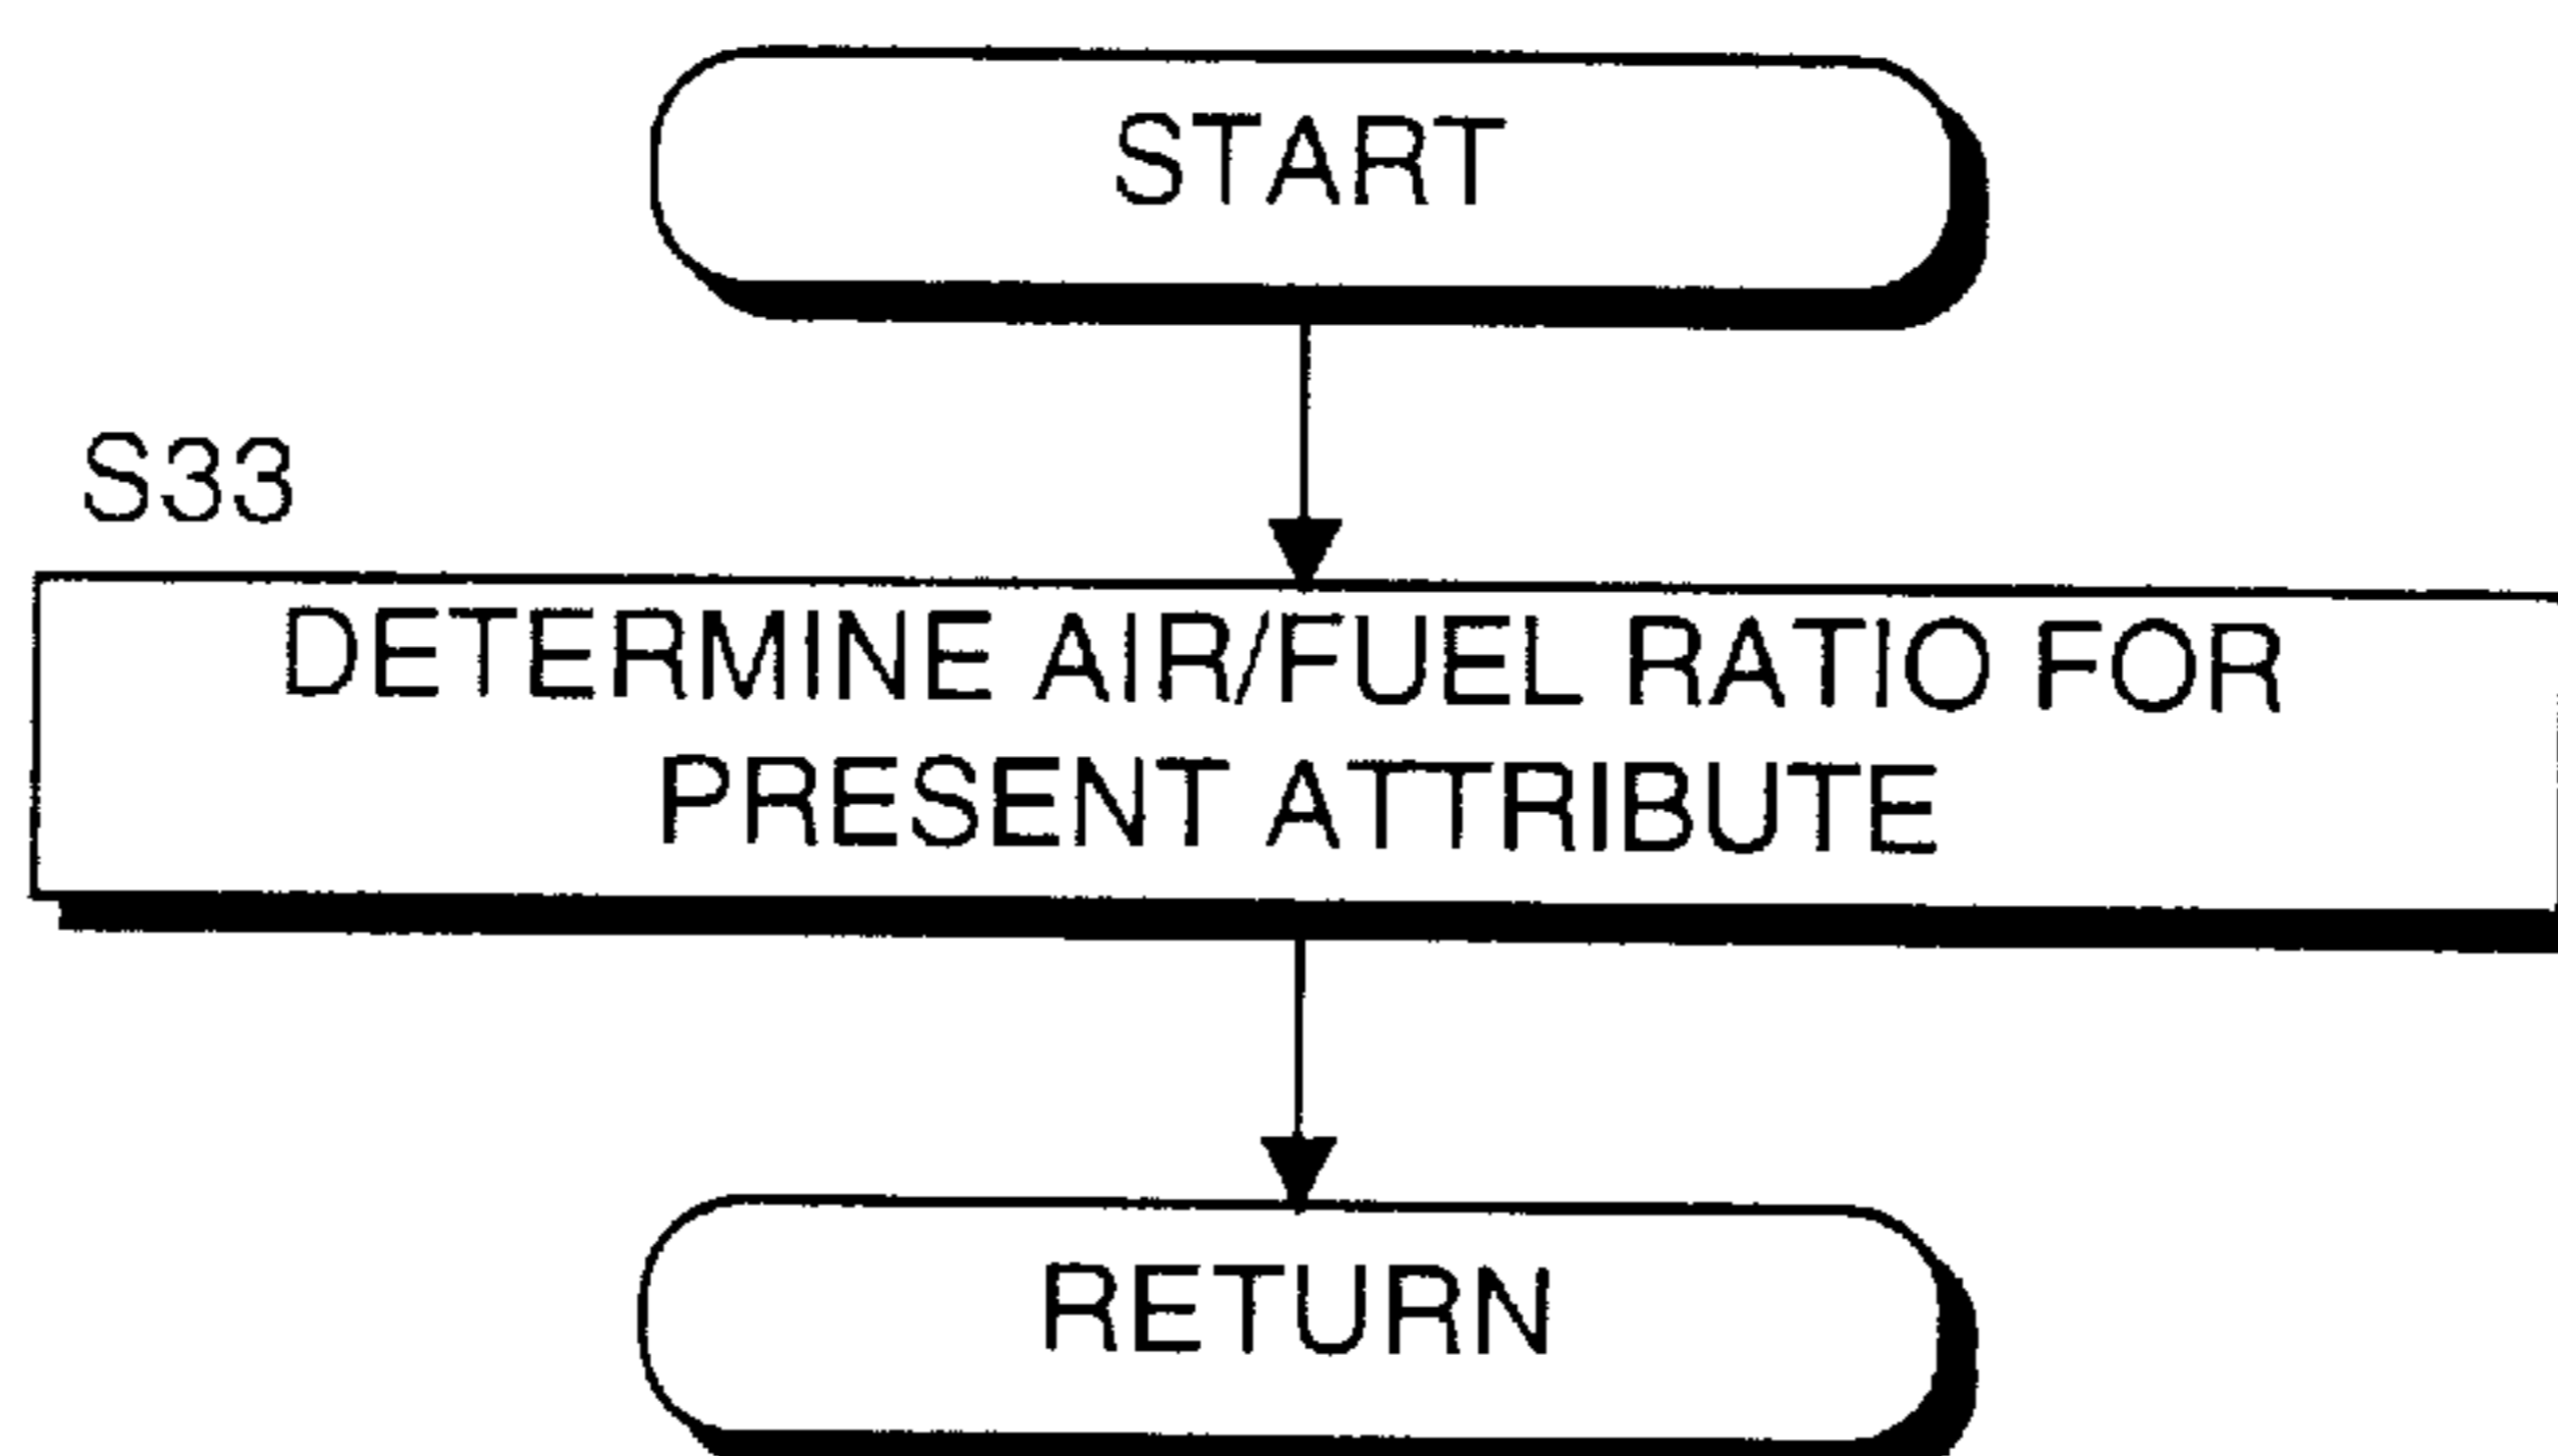 START
S33
DETERMINE AIR/FUEL RATIO FOR
PRESENT ATTRIBUTE
RETURN